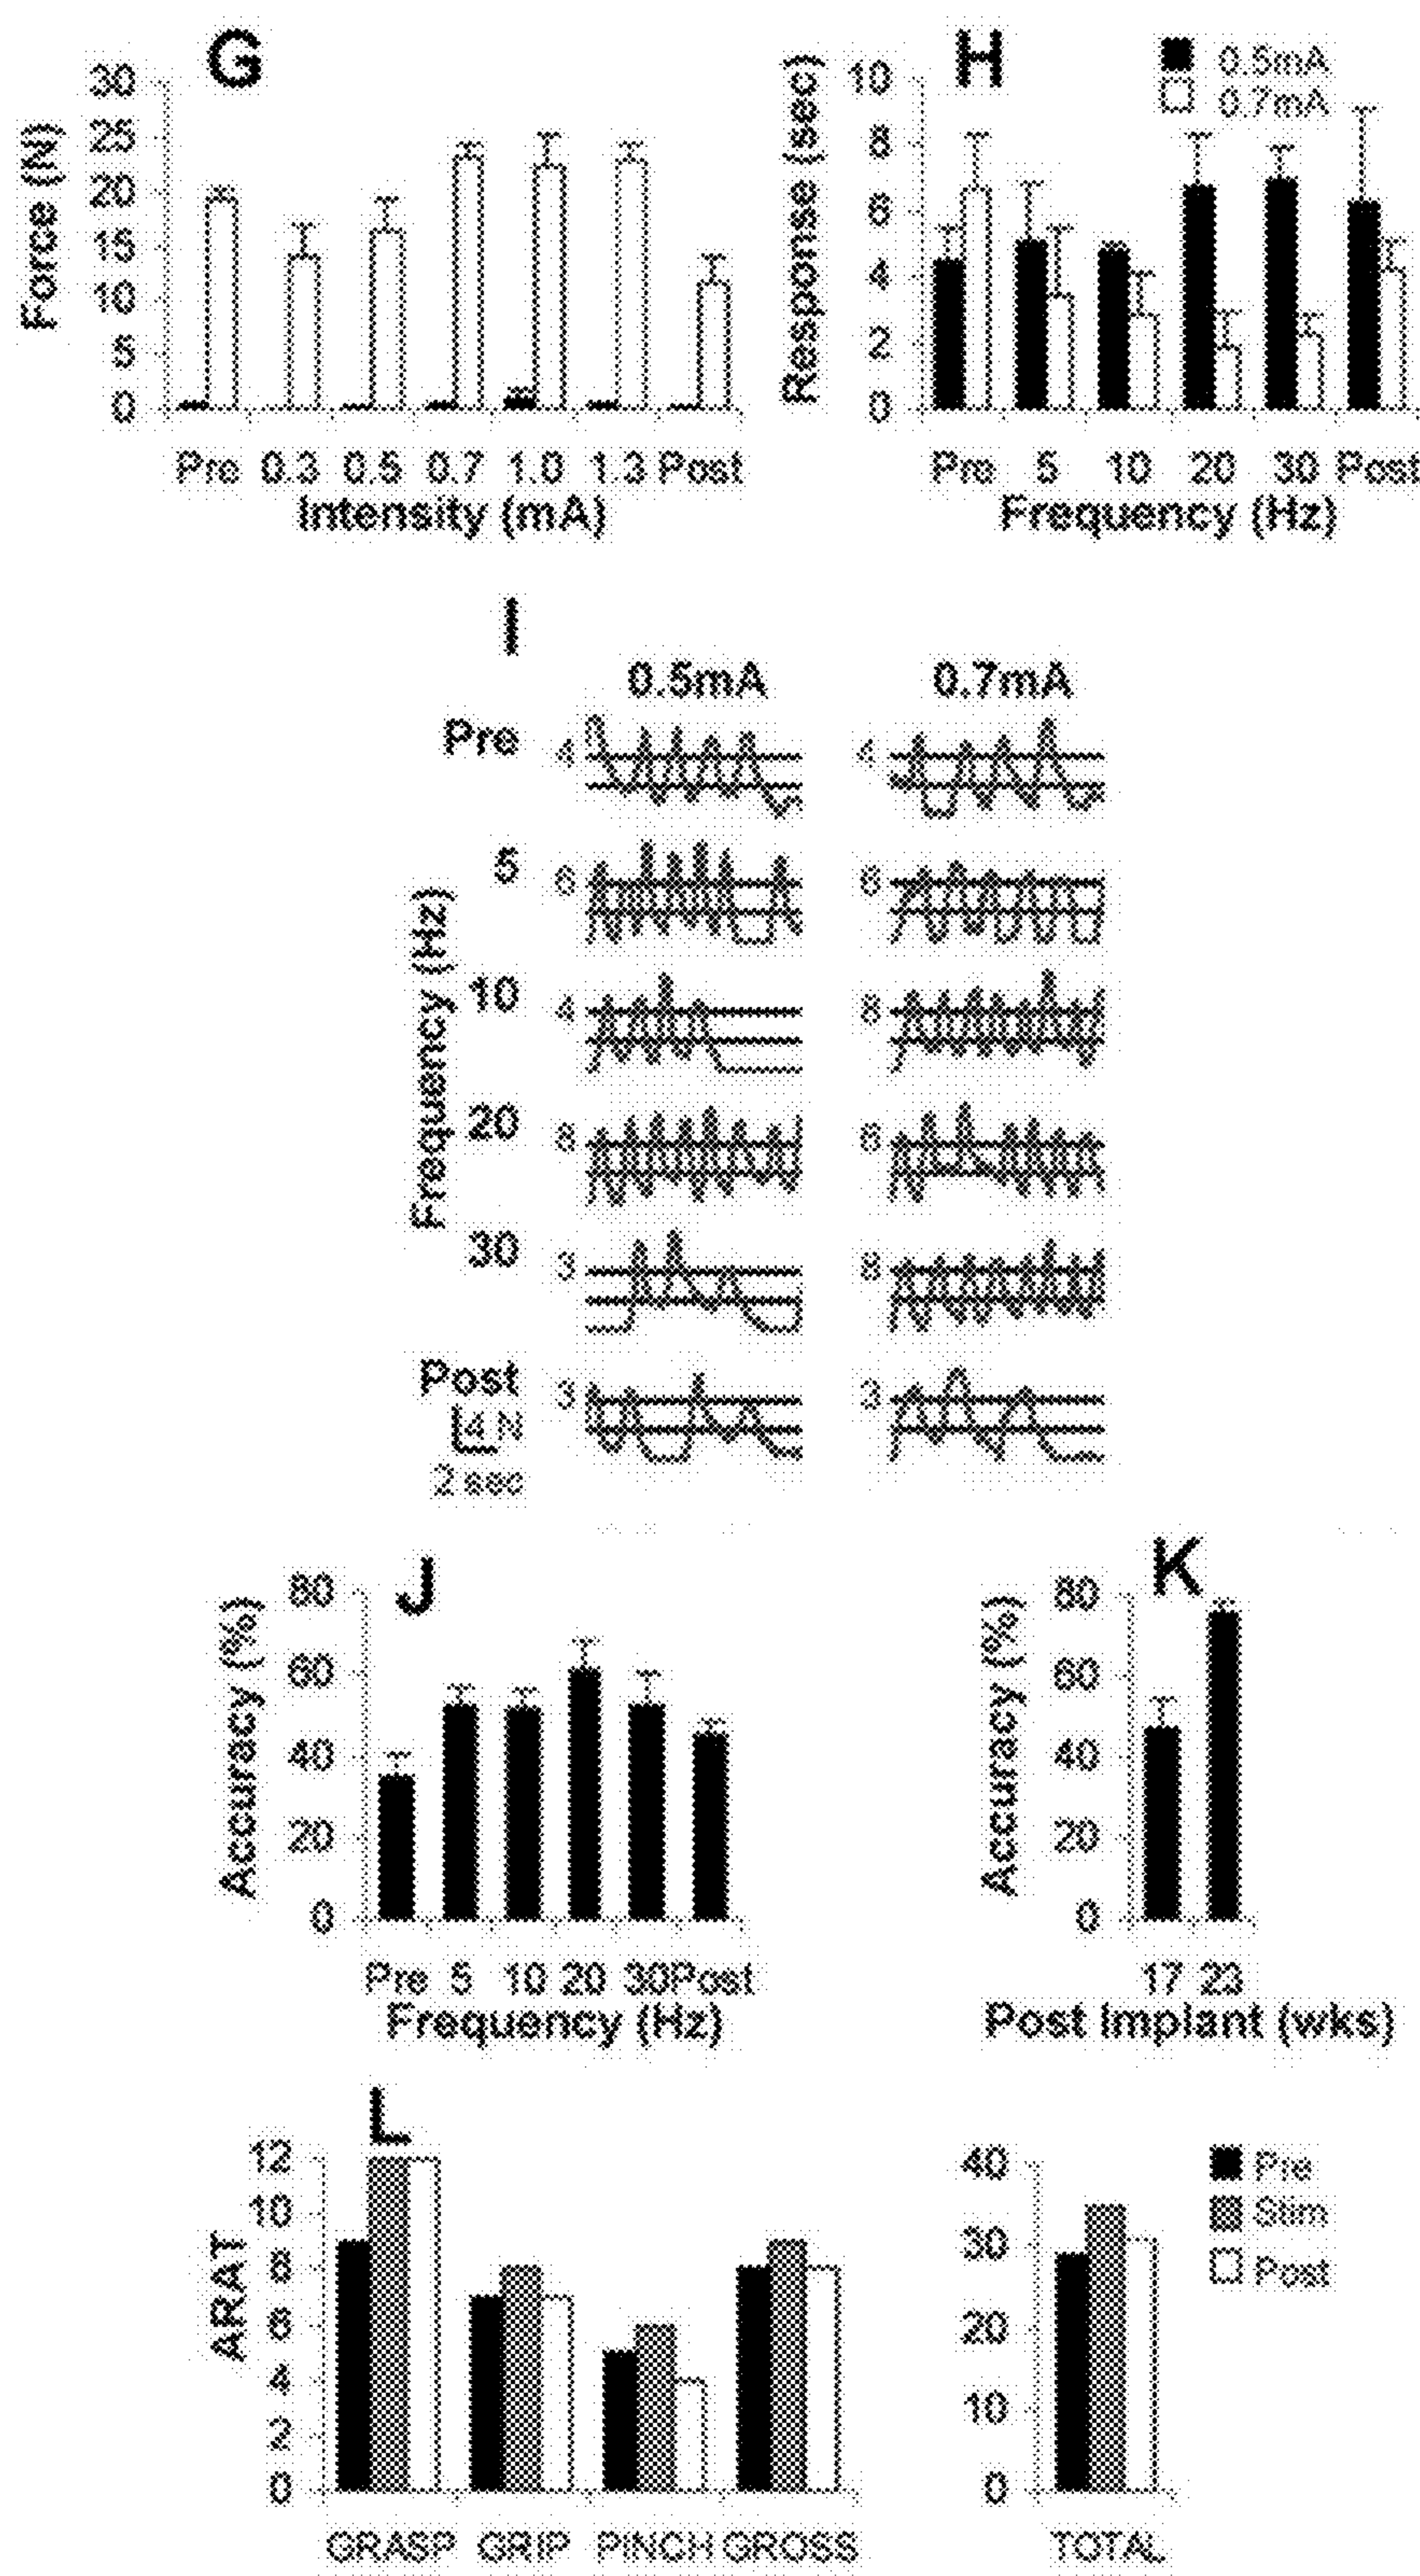 G
Force (N)
30
25
20
15
10
5
0
Pre 0.3 0.5 0.7 1.0 1.3 Post
Intensity (mA)
H
0.5mA
0.7mA
Response (sec)
10
8
6
4
2
0
Pre 5 10 20 30 Post
Frequency (Hz)
I
0.5mA 0.7mA
Frequency (Hz)
Pre 4 4
5 6 6
10 4 8
20 8 8
30 3 8
Post 3 3
4 N
2 sec
J
Accuracy (%)
80
60
40
20
0
Pre 5 10 20 30 Post
Frequency (Hz)
K
Accuracy (%)
80
60
40
20
0
17 23
Post Implant (wks)
L
ARAT
12
10
8
6
4
2
0
GRASP GRIP PINCH GROSS
40
30
20
10
0
TOTAL
Pre
Stim
Post